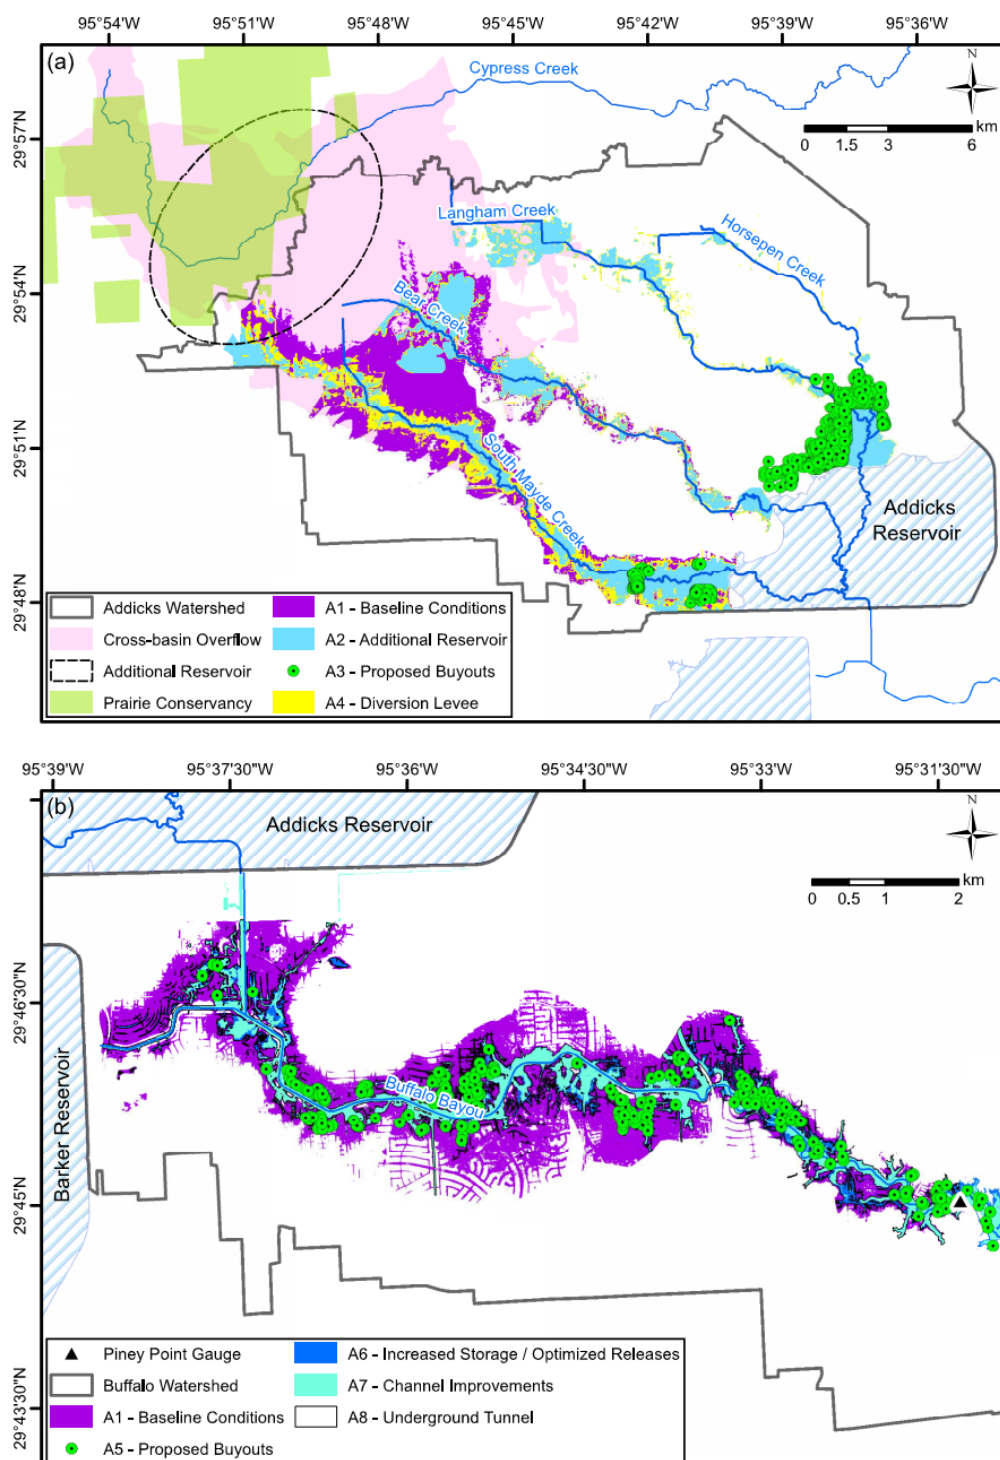 95°54'W 95°51'W 95°48'W 95°45'W 95°42'W 95°39'W 95°36'W
(a)
Cypress Creek
N
29°57'N
km
0 1.5 3 6
Langham Creek
Horsepen Creek
29°54'N
Bear Creek
29°51'N
South Mayde Creek
Addicks
Reservoir
29°48'N
Addicks Watershed
A1 - Baseline Conditions
Cross-basin Overflow
A2 - Additional Reservoir
Additional Reservoir
A3 - Proposed Buyouts
Prairie Conservancy
A4 - Diversion Levee
95°39'W 95°37'30"W 95°36'W 95°34'30"W 95°33'W 95°31'30"W
(b)
Addicks Reservoir
N
km
0 0.5 1 2
29°46'30"N
Barker Reservoir
Buffalo Bayou
29°45'N
29°43'30"N
Piney Point Gauge
A6 - Increased Storage / Optimized Releases
Buffalo Watershed
A7 - Channel Improvements
A1 - Baseline Conditions
A8 - Underground Tunnel
A5 - Proposed Buyouts